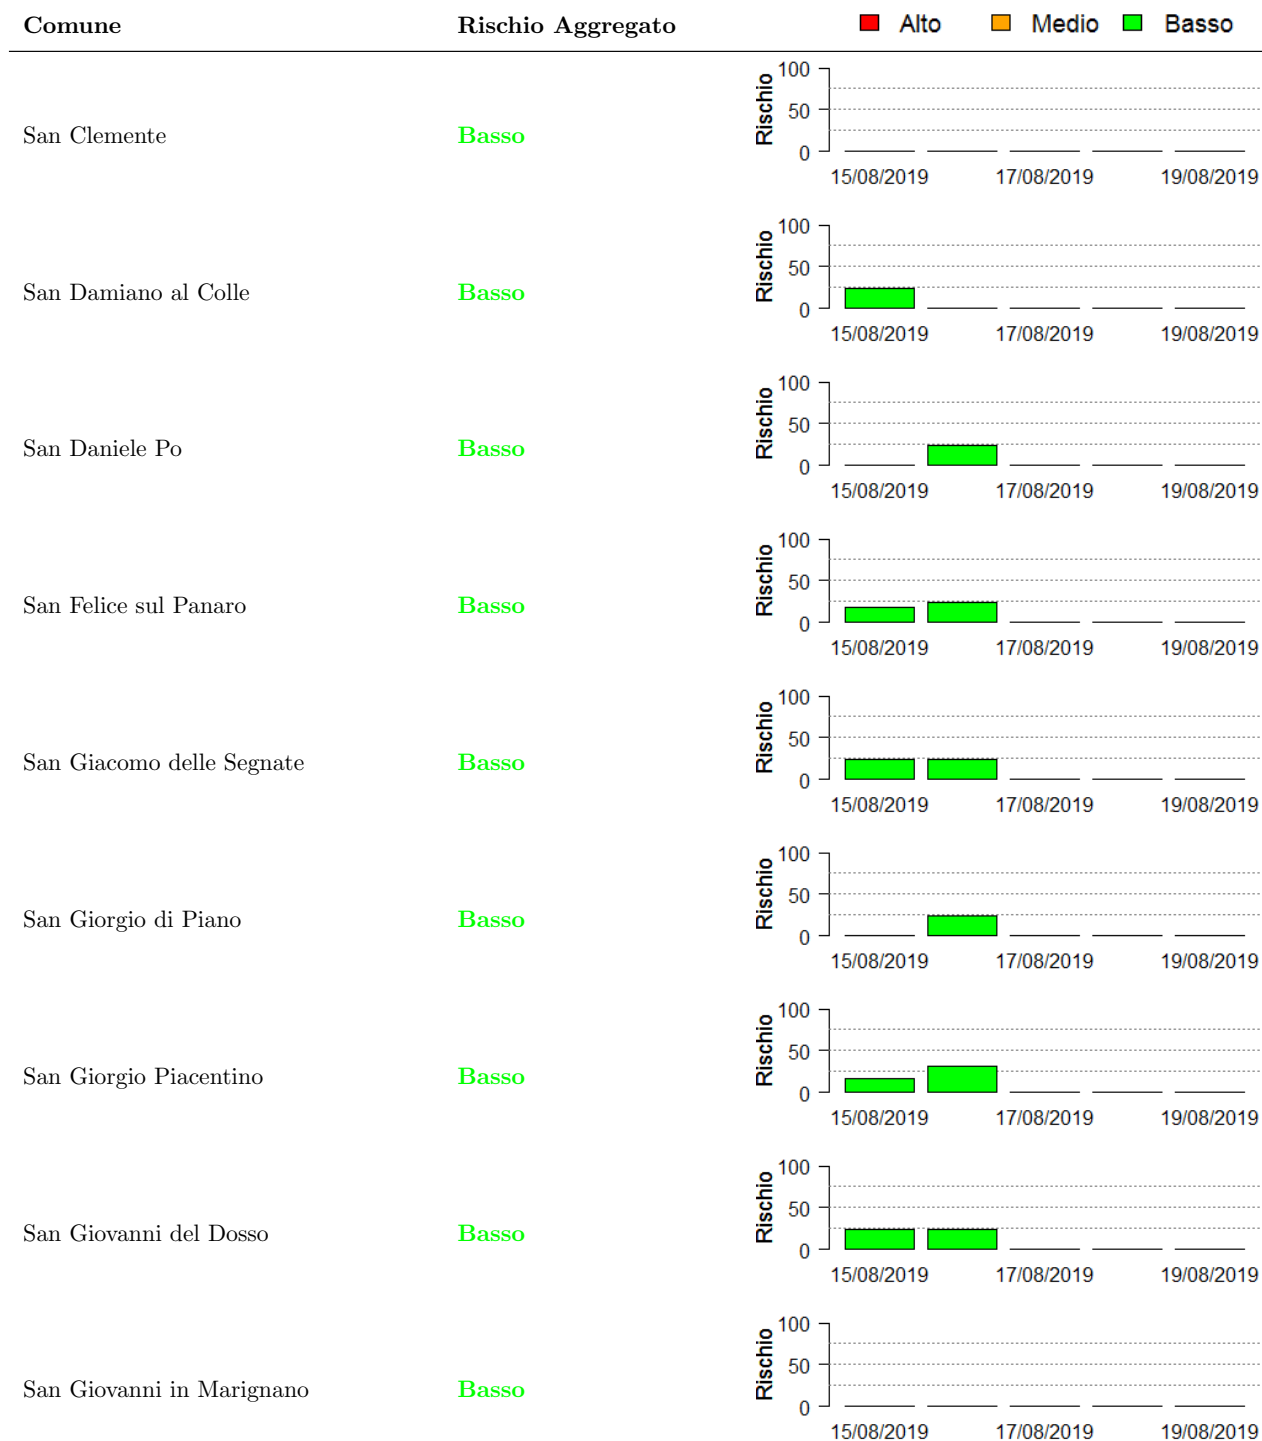 Comune Rischio Aggregato Alto Medio Basso
San Clemente Basso
Rischio
100
50
0
15/08/2019 17/08/2019 19/08/2019
San Damiano al Colle Basso
Rischio
100
50
0
15/08/2019 17/08/2019 19/08/2019
San Daniele Po Basso
Rischio
100
50
0
15/08/2019 17/08/2019 19/08/2019
San Felice sul Panaro Basso
Rischio
100
50
0
15/08/2019 17/08/2019 19/08/2019
San Giacomo delle Segnate Basso
Rischio
100
50
0
15/08/2019 17/08/2019 19/08/2019
San Giorgio di Piano Basso
Rischio
100
50
0
15/08/2019 17/08/2019 19/08/2019
San Giorgio Piacentino Basso
Rischio
100
50
0
15/08/2019 17/08/2019 19/08/2019
San Giovanni del Dosso Basso
Rischio
100
50
0
15/08/2019 17/08/2019 19/08/2019
San Giovanni in Marignano Basso
Rischio
100
50
0
15/08/2019 17/08/2019 19/08/2019